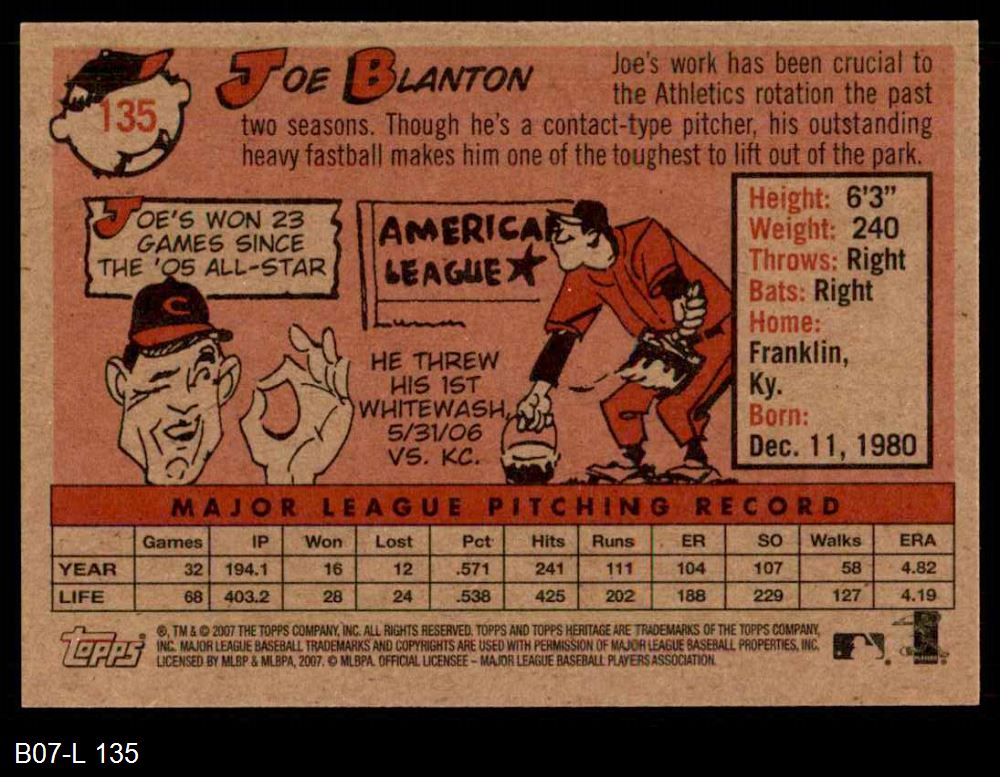 135
JOE BLANTON
Joe's work has been crucial to
the Athletics rotation the past
two seasons. Though he's a contact-type pitcher, his outstanding
heavy fastball makes him one of the toughest to lift out of the park.
JOE'S WON 23
GAMES SINCE
THE '05 ALL-STAR
C
AMERICAN
LEAGUE
HE THREW
HIS 1ST
WHITEWASH,
5/31/06
VS. KC.
Height: 6'3"
Weight: 240
Throws: Right
Bats: Right
Home:
Franklin,
Ky.
Born:
Dec. 11, 1980
MAJOR LEAGUE PITCHING RECORD
Games IP Won Lost Pct Hits Runs ER SO Walks ERA
YEAR 32 194.1 16 12 .571 241 111 104 107 58 4.82
LIFE 68 403.2 28 24 .538 425 202 188 229 127 4.19
topps
®, TM & © 2007 THE TOPPS COMPANY, INC. ALL RIGHTS RESERVED. TOPPS AND TOPPS HERITAGE ARE TRADEMARKS OF THE TOPPS COMPANY,
INC. MAJOR LEAGUE BASEBALL TRADEMARKS AND COPYRIGHTS ARE USED WITH PERMISSION OF MAJOR LEAGUE BASEBALL PROPERTIES, INC.
LICENSED BY MLBP & MLBPA, 2007. © MLBPA. OFFICIAL LICENSEE – MAJOR LEAGUE BASEBALL PLAYERS ASSOCIATION.
B07-L 135